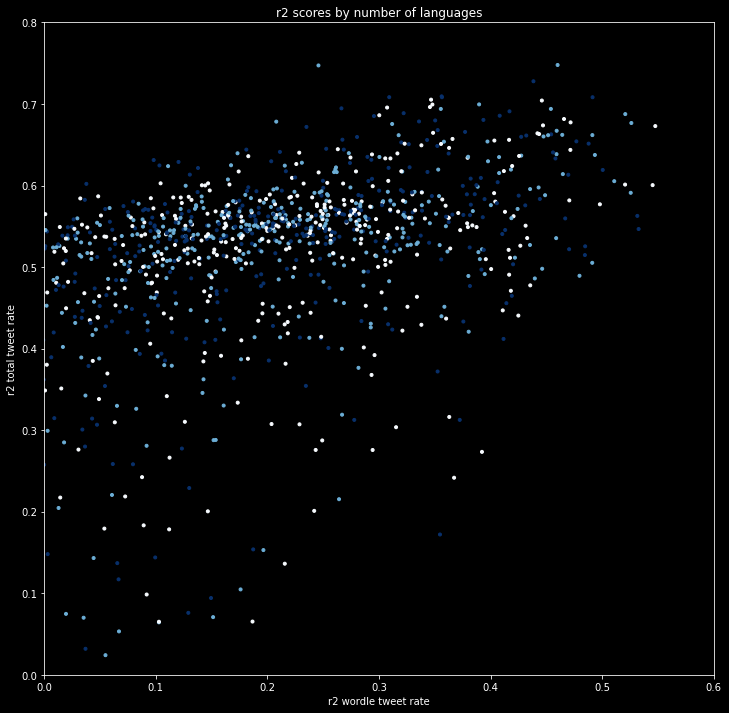 r2 scores by number of languages
0.8
0.7
0.6
0.5
0.4
0.3
0.2
0.1
0.0
r2 total tweet rate
0.0 0.1 0.2 0.3 0.4 0.5 0.6
r2 wordle tweet rate